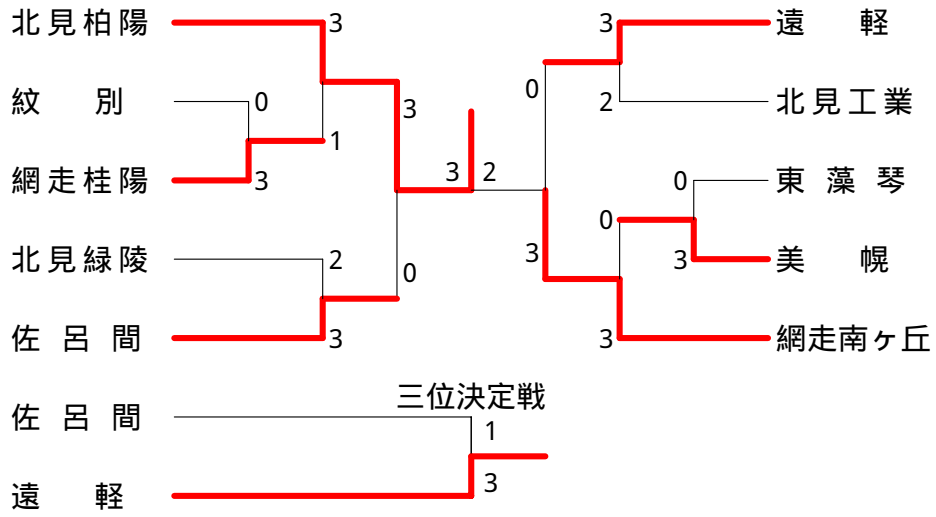 北見柏陽 3 3 遠軽
0
紋別 0 3 2 北見工業
1
網走桂陽 3 3 2 0 東藻琴
0
北見緑陵 2 0 3 3 美幌
佐呂間 3 3 網走南ヶ丘
三位決定戦
佐呂間 1
遠軽 3